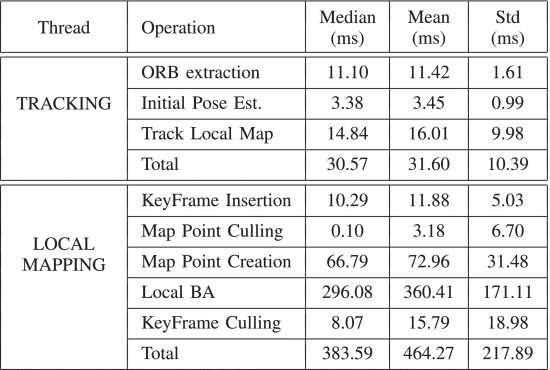 Thread Operation Median (ms) Mean (ms) Std (ms)
TRACKING
ORB extraction 11.10 11.42 1.61
Initial Pose Est. 3.38 3.45 0.99
Track Local Map 14.84 16.01 9.98
Total 30.57 31.60 10.39
LOCAL MAPPING
KeyFrame Insertion 10.29 11.88 5.03
Map Point Culling 0.10 3.18 6.70
Map Point Creation 66.79 72.96 31.48
Local BA 296.08 360.41 171.11
KeyFrame Culling 8.07 15.79 18.98
Total 383.59 464.27 217.89